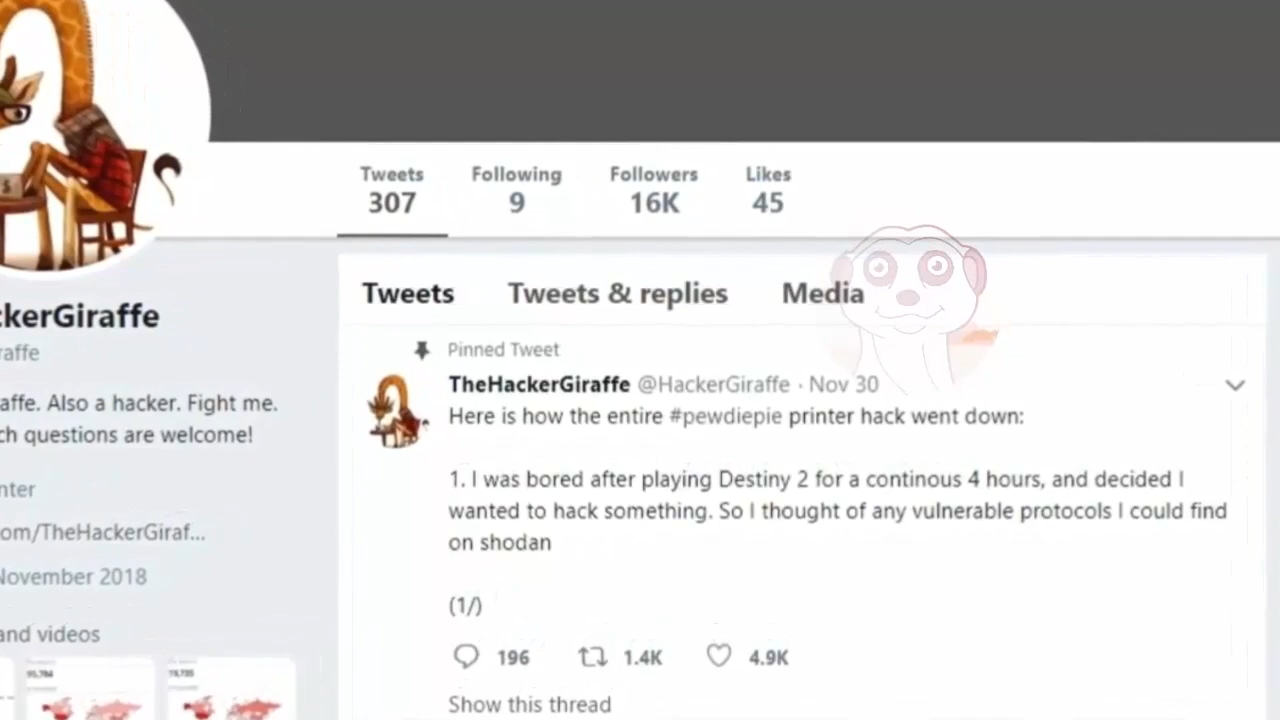 Tweets Following Followers Likes
307 9 16K 45
ckerGiraffe
raffe
affe. Also a hacker. Fight me.
ch questions are welcome!
nter
om/TheHackerGiraf...
November 2018
and videos
Tweets Tweets & replies Media
Pinned Tweet
TheHackerGiraffe @HackerGiraffe · Nov 30
Here is how the entire #pewdiepie printer hack went down:
1. I was bored after playing Destiny 2 for a continous 4 hours, and decided I
wanted to hack something. So I thought of any vulnerable protocols I could find
on shodan
(1/)
196 1.4K 4.9K
Show this thread